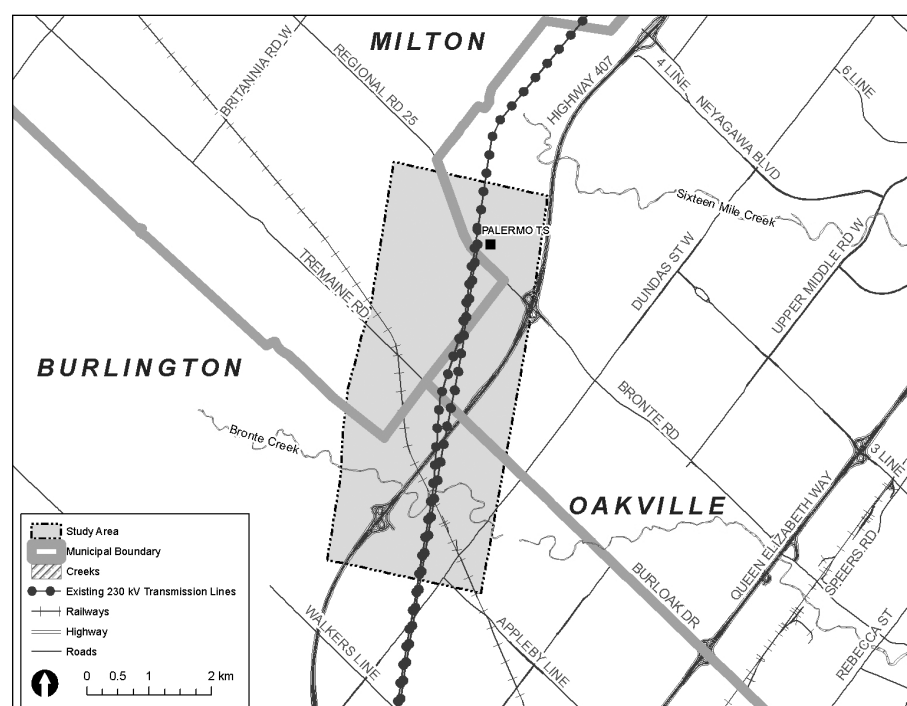 MILTON
BRITANNIA RD W
REGIONAL RD 25
HIGHWAY 407
4 LINE
NEYAGAWA BLVD
6 LINE
Sixteen Mile Creek
PALERMO TS
TREMAINE RD
DUNDAS ST W
UPPER MIDDLE RD W
BURLINGTON
BRONTE RD
Bronte Creek
3 LINE
OAKVILLE
QUEEN ELIZABETH WAY
SPEERS RD
BURLOAK DR
REBECCA ST
WALKERS LINE
APPLEBY LINE
Study Area
Municipal Boundary
Creeks
Existing 230 kV Transmission Lines
Railways
Highway
Roads
0 0.5 1 2 km